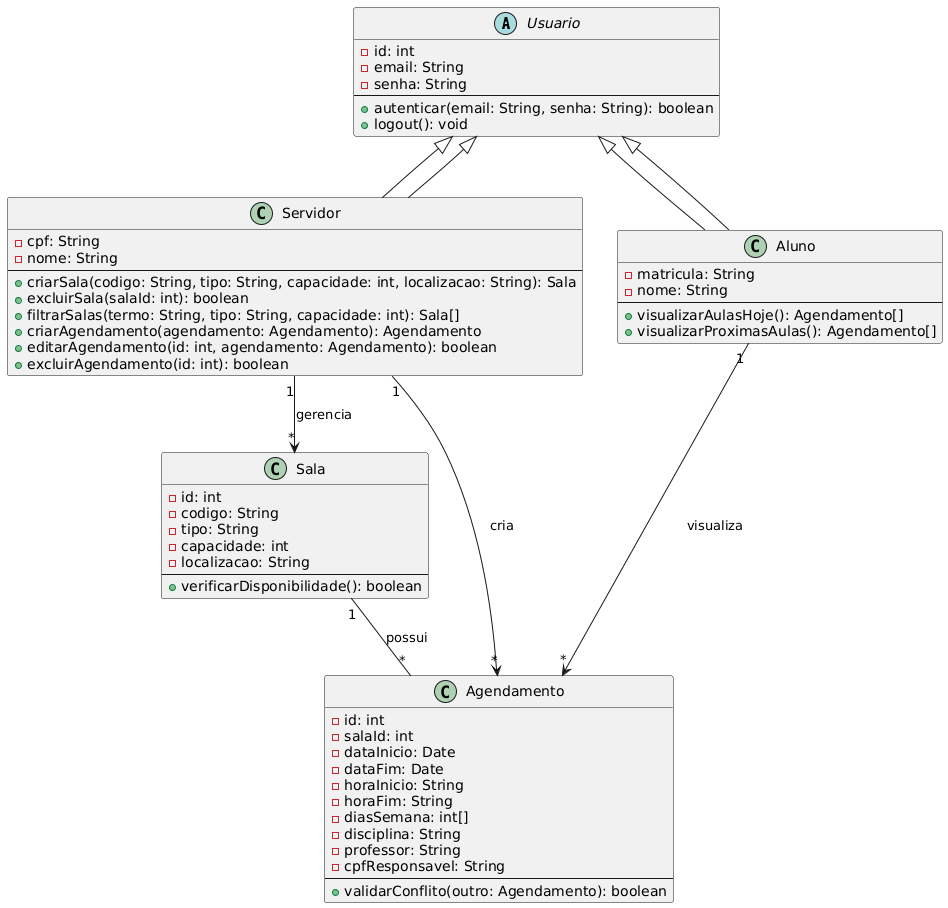 A Usuario
id: int
email: String
senha: String
autenticar(email: String, senha: String): boolean
logout(): void
C Servidor
cpf: String
nome: String
criarSala(codigo: String, tipo: String, capacidade: int, localizacao: String): Sala
excluirSala(salaId: int): boolean
filtrarSalas(termo: String, tipo: String, capacidade: int): Sala[]
criarAgendamento(agendamento: Agendamento): Agendamento
editarAgendamento(id: int, agendamento: Agendamento): boolean
excluirAgendamento(id: int): boolean
C Aluno
matricula: String
nome: String
visualizarAulasHoje(): Agendamento[]
visualizarProximasAulas(): Agendamento[]
1
gerencia
*
1
cria
*
1
visualiza
*
C Sala
id: int
codigo: String
tipo: String
capacidade: int
localizacao: String
verificarDisponibilidade(): boolean
1
possui
*
C Agendamento
id: int
salaId: int
dataInicio: Date
dataFim: Date
horaInicio: String
horaFim: String
diasSemana: int[]
disciplina: String
professor: String
cpfResponsavel: String
validarConflito(outro: Agendamento): boolean